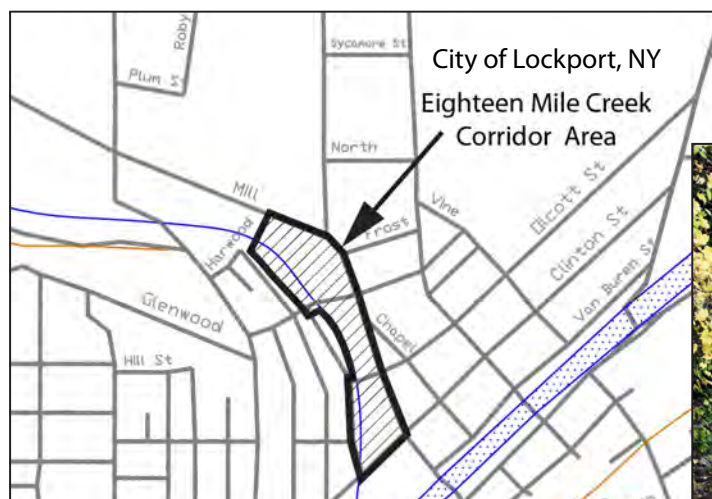 Roby
Sycamore St
City of Lockport, NY
Plum St
Eighteen Mile Creek
Corridor Area
North
Mill
Vine
Olcott St
Harwood
Frost
Clinton St
Van Buren St
Glenwood
Chapel
Hill St